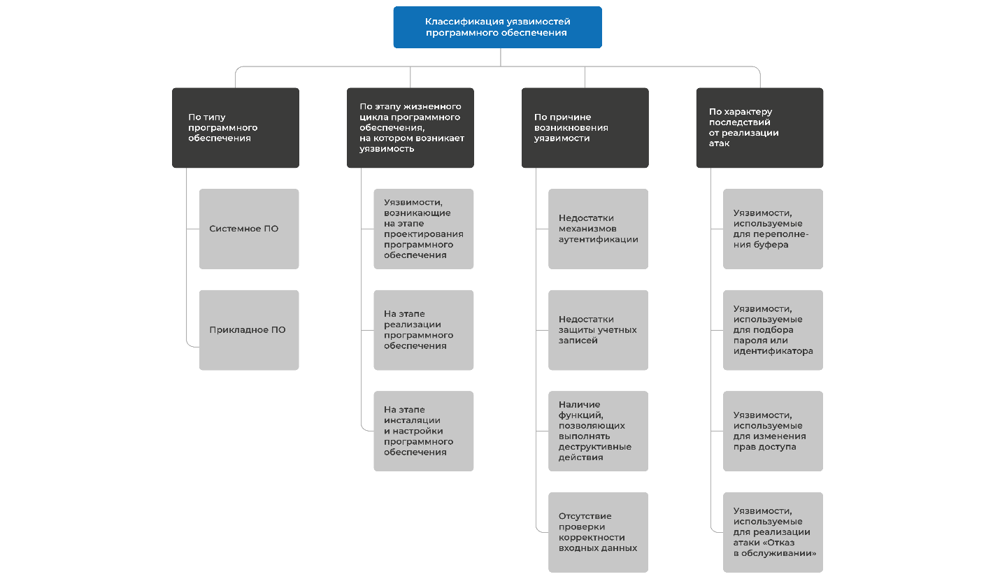 Классификация уязвимостей
программного обеспечения
По типу
программного
обеспечения
Системное ПО
Прикладное ПО
По этапу жизненного
цикла программного
обеспечения,
на котором возникает
уязвимость
Уязвимости,
возникающие
на этапе
проектирования
программного
обеспечения
На этапе
реализации
программного
обеспечения
На этапе
инсталяции
и настройки
программного
обеспечения
По причине
возникновения
уязвимости
Недостатки
механизмов
аутентификации
Недостатки
защиты учетных
записей
Наличие
функций,
позволяющих
выполнять
деструктивные
действия
Отсутствие
проверки
корректности
входных данных
По характеру
последствий
от реализации
атак
Уязвимости,
используемые
для переполне-
ния буфера
Уязвимости,
используемые
для подбора
пароля или
идентификатора
Уязвимости,
используемые
для изменения
прав доступа
Уязвимости,
используемые
для реализации
атаки «Отказ
в обслуживании»